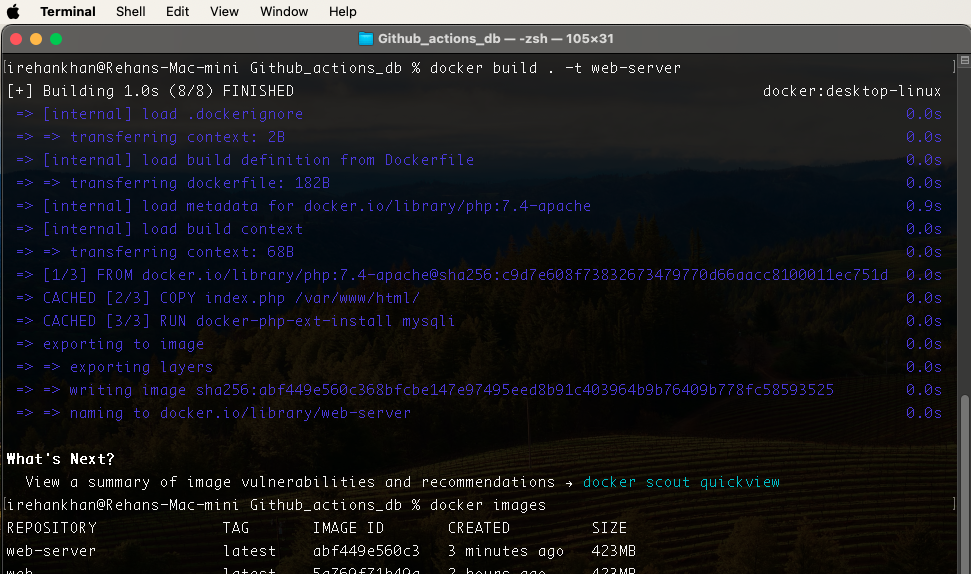 Terminal Shell Edit View Window Help
Github_actions_db — -zsh — 105×31
[irehankhan@Rehans-Mac-mini Github_actions_db % docker build . -t web-server ]
[+] Building 1.0s (8/8) FINISHED docker:desktop-linux
=> [internal] load .dockerignore 0.0s
=> => transferring context: 2B 0.0s
=> [internal] load build definition from Dockerfile 0.0s
=> => transferring dockerfile: 182B 0.0s
=> [internal] load metadata for docker.io/library/php:7.4-apache 0.9s
=> [internal] load build context 0.0s
=> => transferring context: 68B 0.0s
=> [1/3] FROM docker.io/library/php:7.4-apache@sha256:c9d7e608f73832673479770d66aacc8100011ec751d 0.0s
=> CACHED [2/3] COPY index.php /var/www/html/ 0.0s
=> CACHED [3/3] RUN docker-php-ext-install mysqli 0.0s
=> exporting to image 0.0s
=> => exporting layers 0.0s
=> => writing image sha256:abf449e560c368bfcbe147e97495eed8b91c403964b9b76409b778fc58593525 0.0s
=> => naming to docker.io/library/web-server 0.0s
What's Next?
View a summary of image vulnerabilities and recommendations → docker scout quickview
[irehankhan@Rehans-Mac-mini Github_actions_db % docker images ]
REPOSITORY TAG IMAGE ID CREATED SIZE
web-server latest abf449e560c3 3 minutes ago 423MB
web latest 5a769f71b49a 2 hours ago 423MB